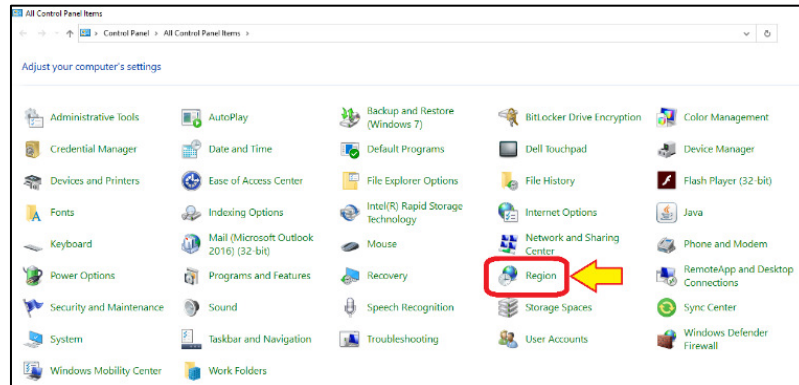 All Control Panel Items
Control Panel > All Control Panel Items >
Adjust your computer's settings
Administrative Tools
AutoPlay
Backup and Restore
(Windows 7)
BitLocker Drive Encryption
Color Management
Credential Manager
Date and Time
Default Programs
Dell Touchpad
Device Manager
Devices and Printers
Ease of Access Center
File Explorer Options
File History
Flash Player (32-bit)
Fonts
Indexing Options
Intel(R) Rapid Storage
Technology
Internet Options
Java
Keyboard
Mail (Microsoft Outlook
2016) (32-bit)
Mouse
Network and Sharing
Center
Phone and Modem
Power Options
Programs and Features
Recovery
Region
RemoteApp and Desktop
Connections
Security and Maintenance
Sound
Speech Recognition
Storage Spaces
Sync Center
System
Taskbar and Navigation
Troubleshooting
User Accounts
Windows Defender
Firewall
Windows Mobility Center
Work Folders